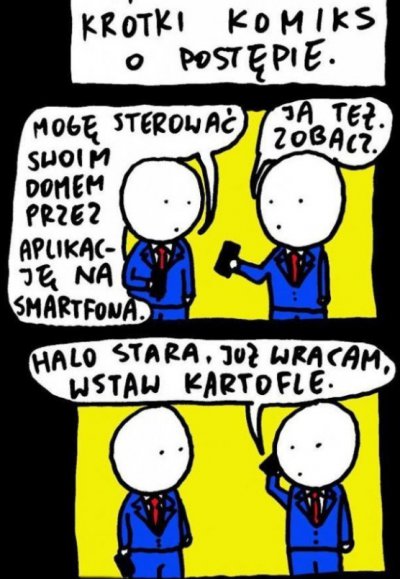 KRÓTKI KOMIKS
O POSTĘPIE.
MOGĘ STEROWAĆ
SWOIM
DOMEM
PRZEZ
APLIKAC-
JĘ NA
SMARTFONA.
JA TEŻ.
ZOBACZ.
HALO STARA, JUŻ WRACAM,
WSTAW KARTOFLE.